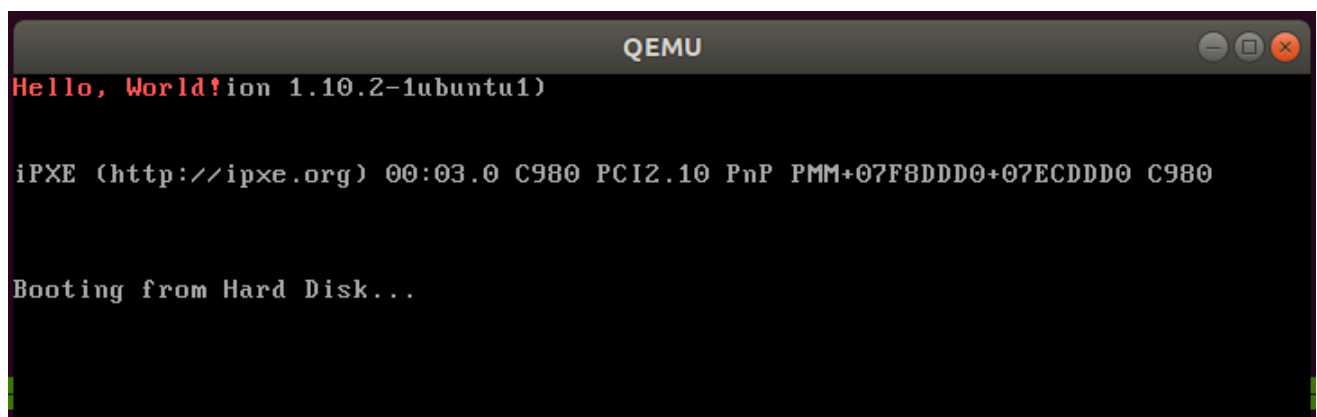 QEMU
Hello, World!ion 1.10.2-1ubuntu1)
iPXE (http://ipxe.org) 00:03.0 C980 PCI2.10 PnP PMM+07F8DDD0+07ECDDD0 C980
Booting from Hard Disk...